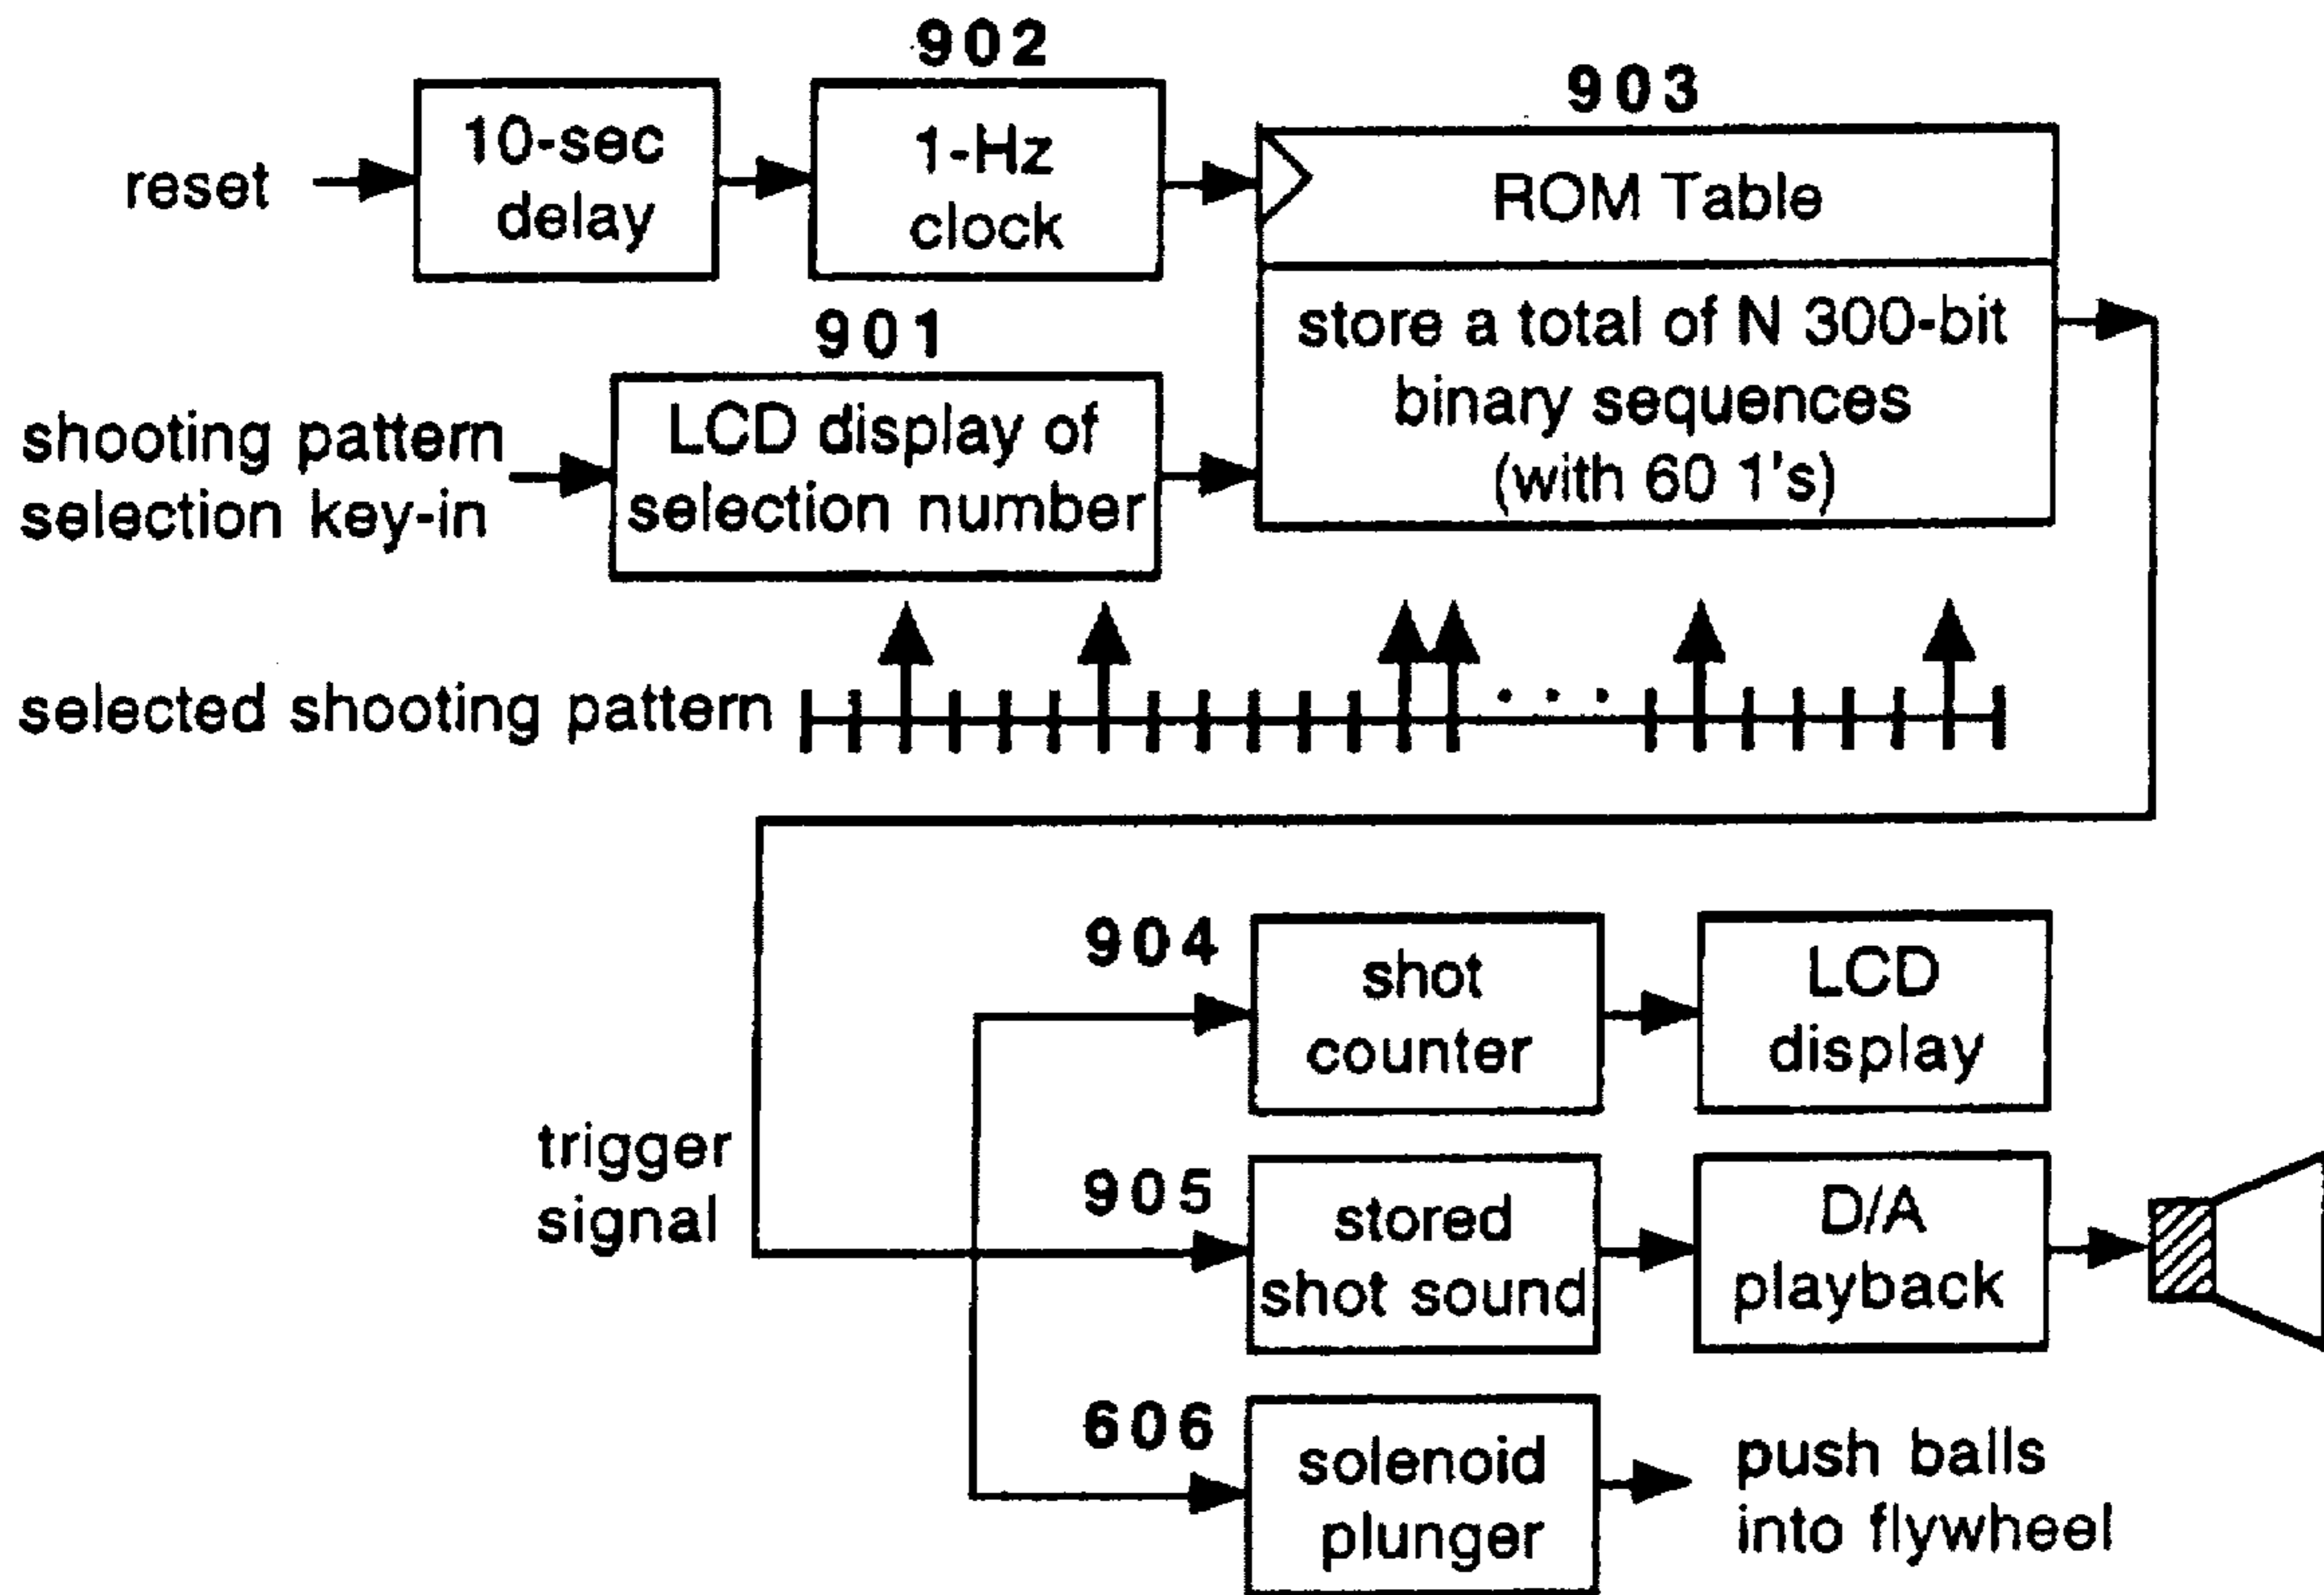 902
903
10-sec
delay
1-Hz
clock
reset
ROM Table
901
store a total of N 300-bit
binary sequences
(with 60 1's)
shooting pattern
selection key-in
LCD display of
selection number
selected shooting pattern
904
shot
counter
LCD
display
trigger
signal
905
stored
shot sound
D/A
playback
606
solenoid
plunger
push balls
into flywheel